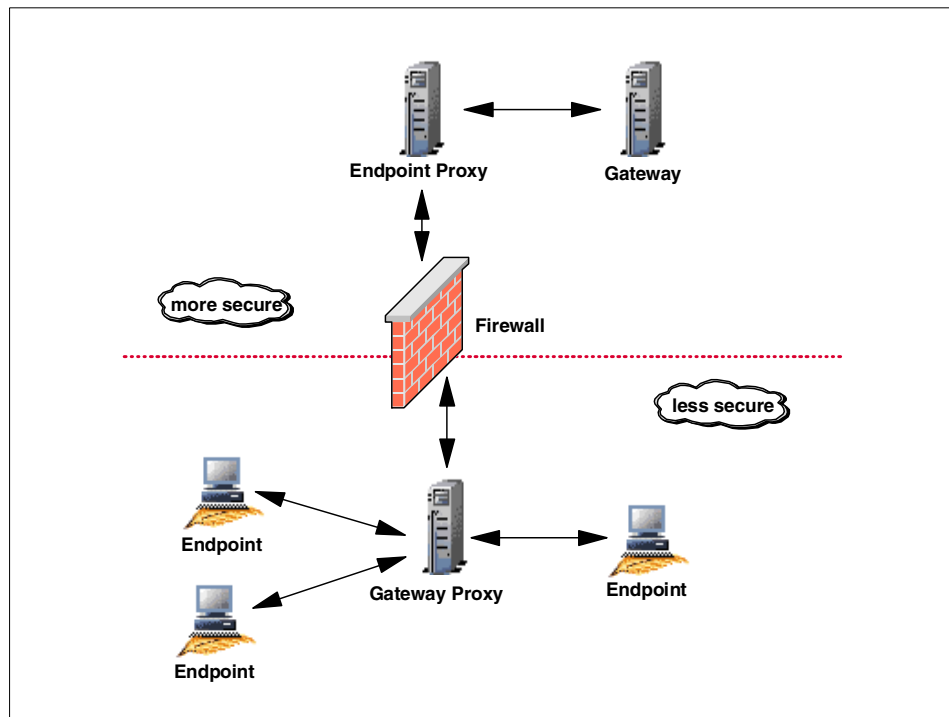 Endpoint Proxy
Gateway
more secure
Firewall
less secure
Endpoint
Gateway Proxy
Endpoint
Endpoint